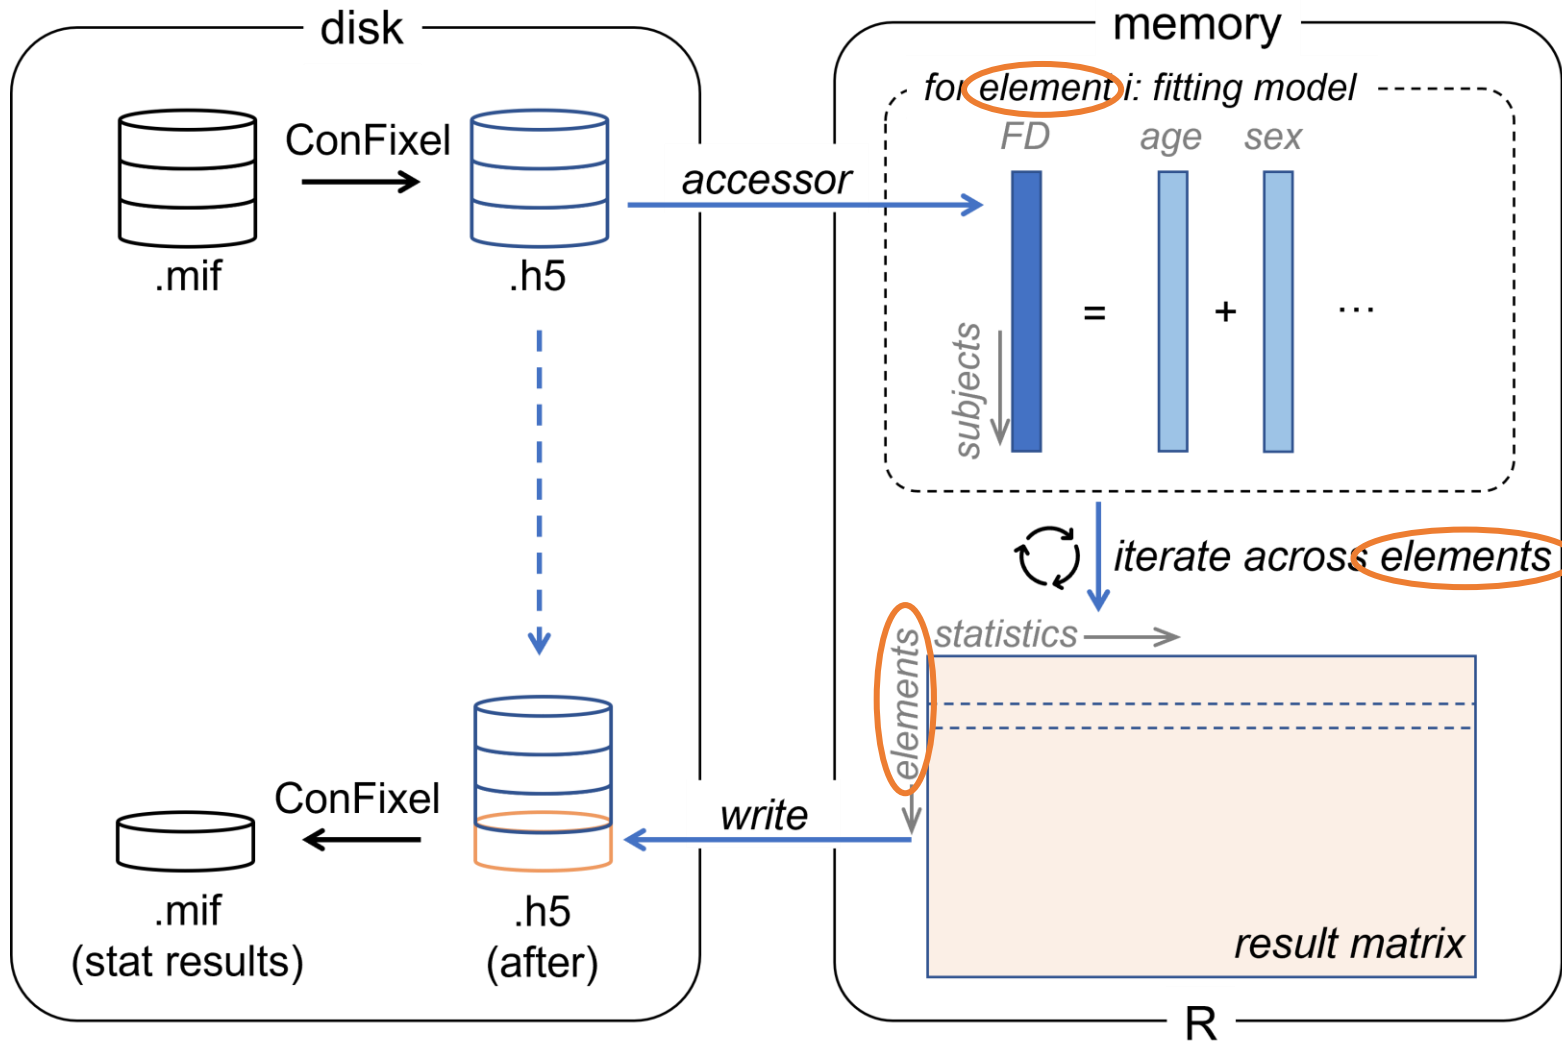 disk
memory
for element i: fitting model
ConFixel
.mif
.h5
accessor
FD
age
sex
subjects
=
+
...
iterate across elements
statistics
elements
result matrix
write
ConFixel
.mif
(stat results)
.h5
(after)
R